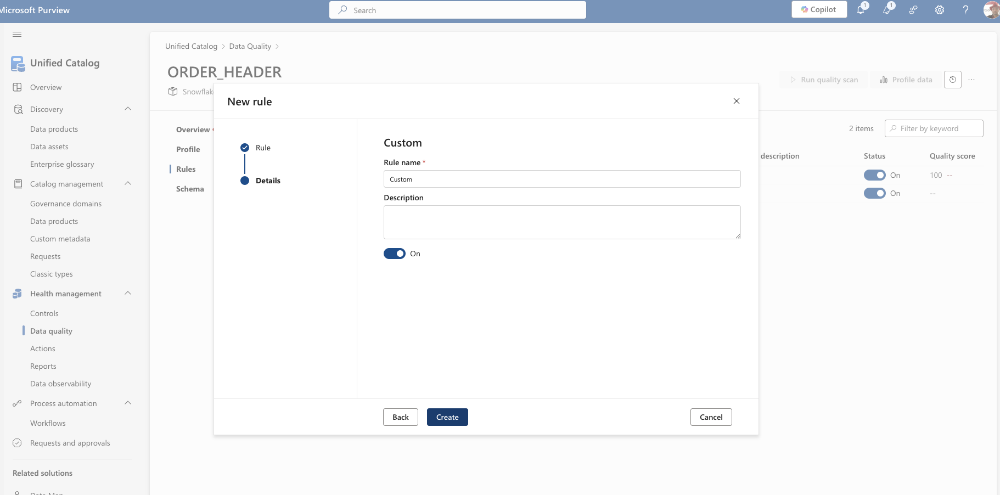 Microsoft Purview
Search
Copilot
1
1
Unified Catalog
Overview
Discovery
Data products
Data assets
Enterprise glossary
Catalog management
Governance domains
Data products
Custom metadata
Requests
Classic types
Health management
Controls
Data quality
Actions
Reports
Data observability
Process automation
Workflows
Requests and approvals
Related solutions
Unified Catalog > Data Quality >
ORDER_HEADER
Run quality scan
Profile data
Overview
Profile
Rules
Schema
2 items
Filter by keyword
description Status Quality score
On 100 --
On --
New rule
Rule
Details
Custom
Rule name *
Custom
Description
On
Back
Create
Cancel